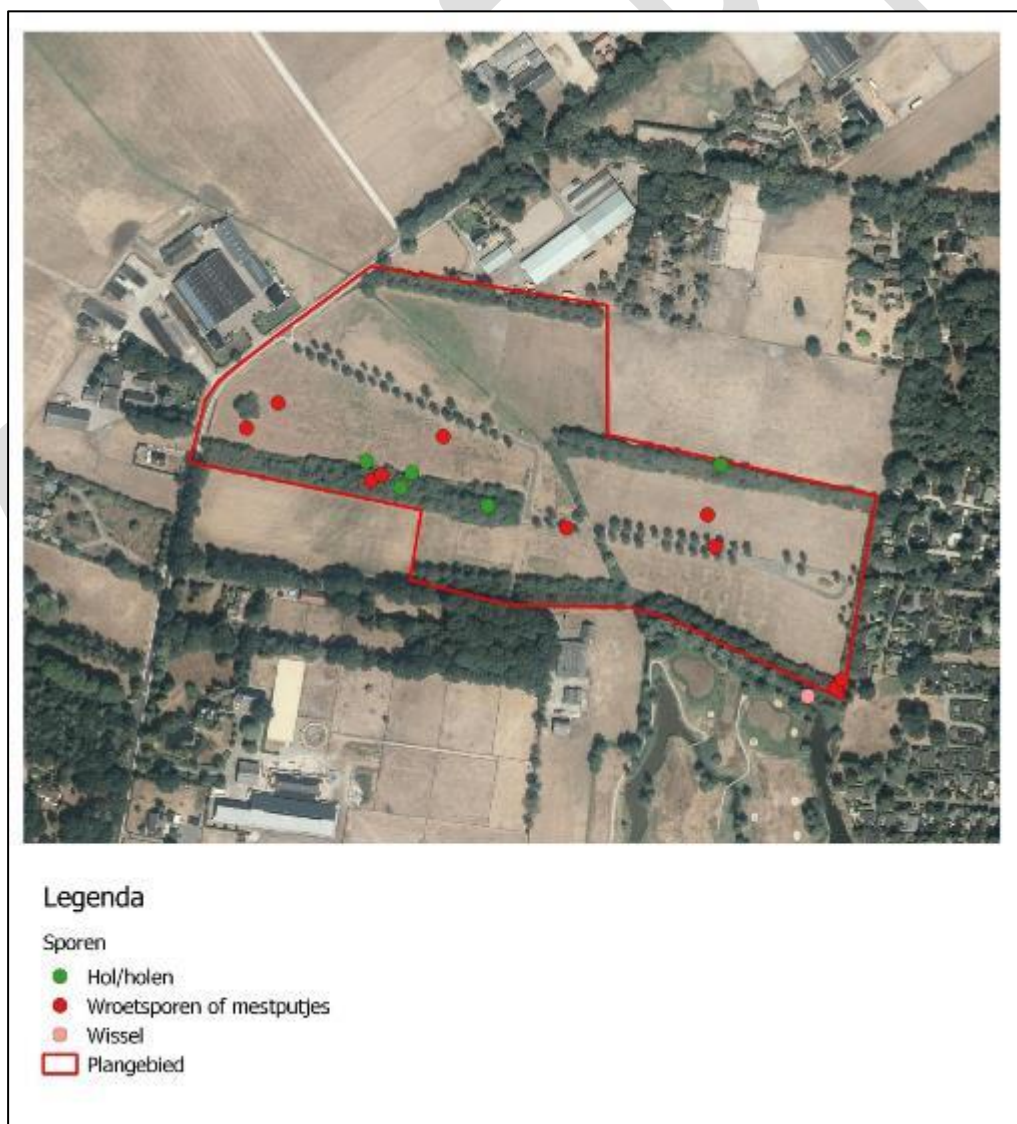 Legenda
Sporen
Hol/holen
Wroetsporen of mestputjes
Wissel
Plangebied